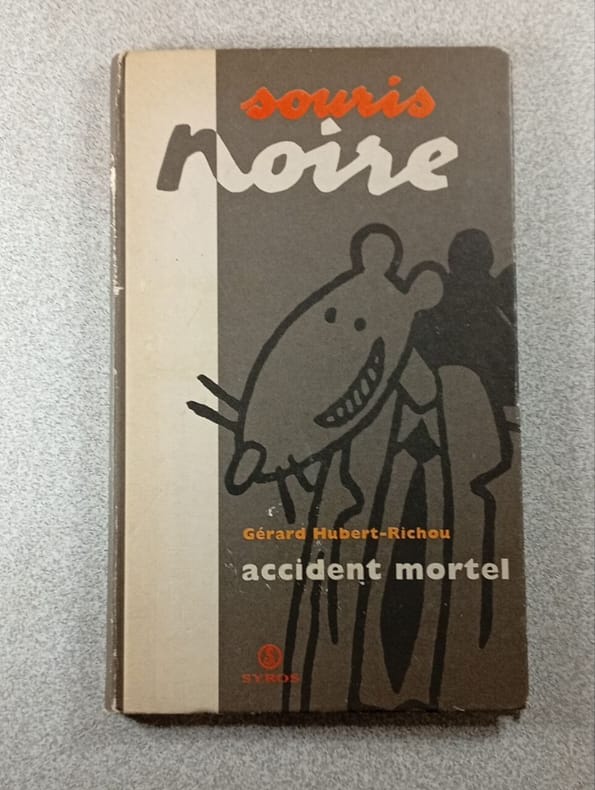 souris
noire
Gérard Hubert-Richou
accident mortel
SYROS